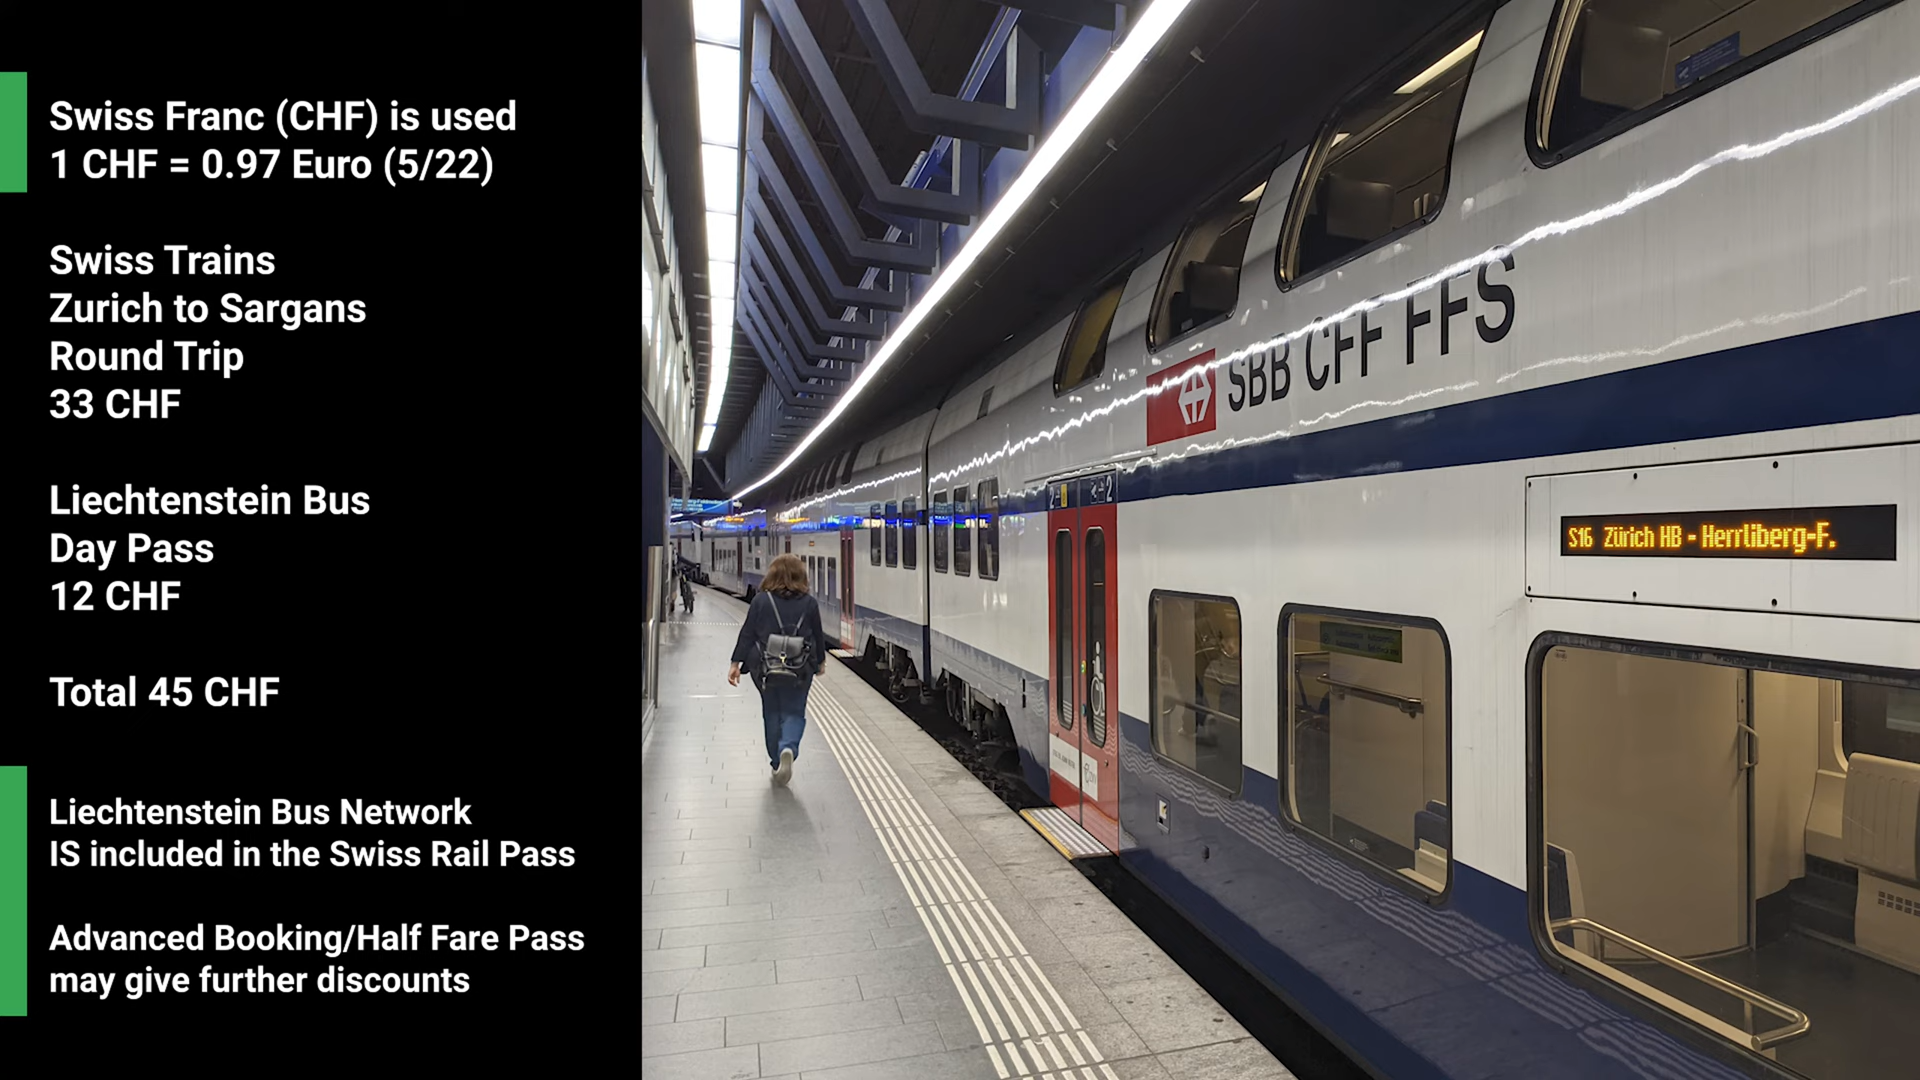 Swiss Franc (CHF) is used
1 CHF = 0.97 Euro (5/22)
Swiss Trains
Zurich to Sargans
Round Trip
33 CHF
Liechtenstein Bus
Day Pass
12 CHF
Total 45 CHF
Liechtenstein Bus Network
IS included in the Swiss Rail Pass
Advanced Booking/Half Fare Pass
may give further discounts
SBB CFF FFS
2 2
S16 Zürich HB - Herrliberg-F.